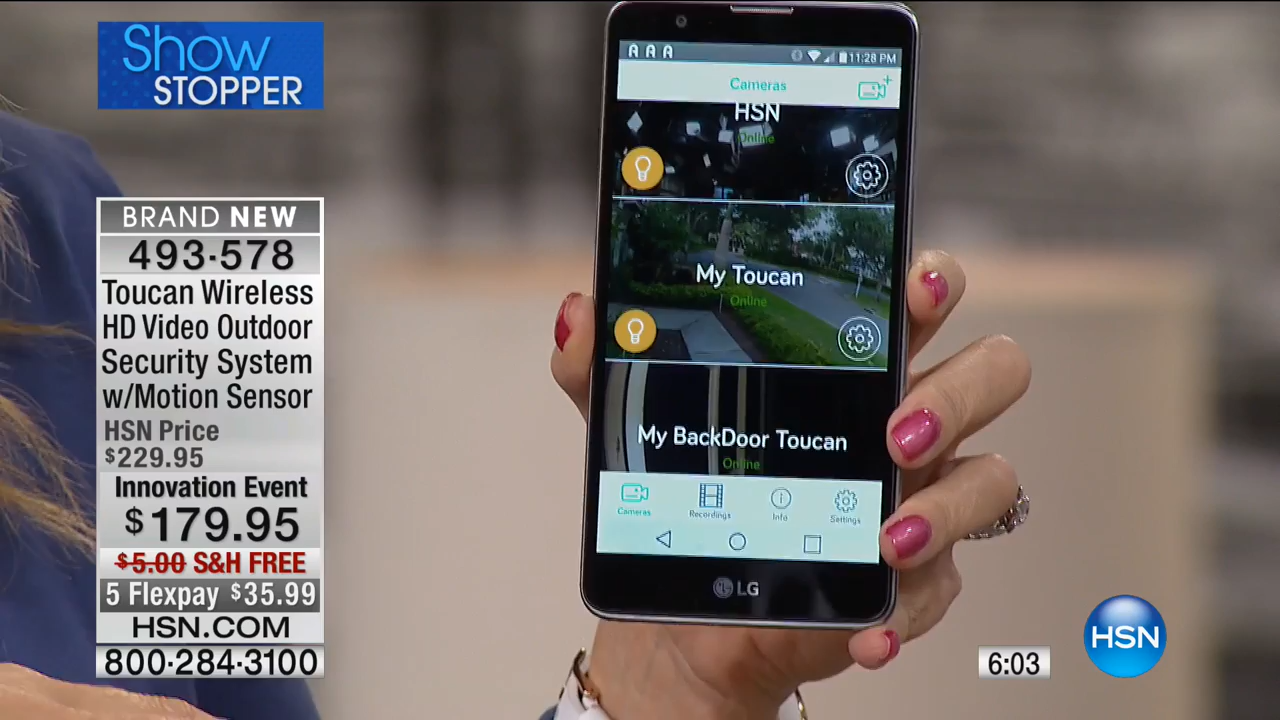 Show
STOPPER
BRAND NEW
493·578
Toucan Wireless
HD Video Outdoor
Security System
w/Motion Sensor
HSN Price
$229.95
Innovation Event
$179.95
$5.00 S&H FREE
5 Flexpay $35.99
HSN.COM
800·284·3100
11:28 PM
Cameras
HSN
Online
My Toucan
Online
My BackDoor Toucan
Online
Cameras
Recordings
Info
Settings
LG
6:03
HSN